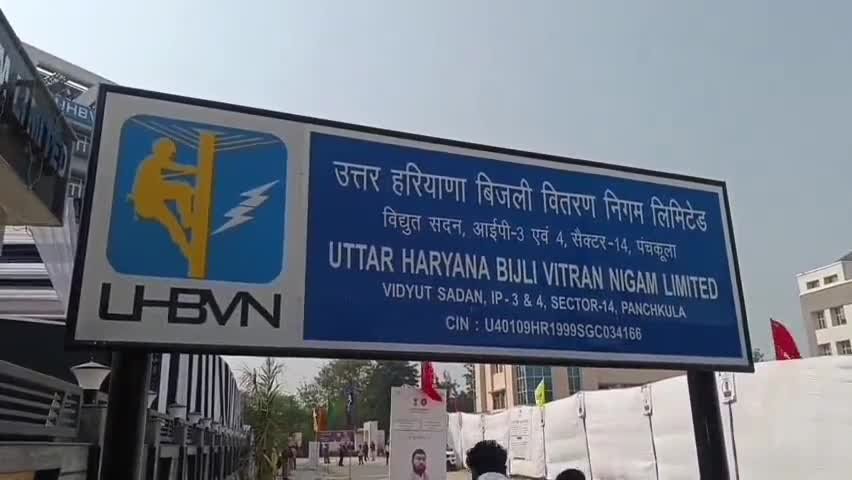 उत्तर हरियाणा बिजली वितरण निगम लिमिटेड
विद्युत सदन, आईपी-3 एवं 4, सैक्टर-14, पंचकूला
UTTAR HARYANA BIJLI VITRAN NIGAM LIMITED
VIDYUT SADAN, IP-3 & 4, SECTOR-14, PANCHKULA
CIN : U40109HR1999SGC034166
UHBVN